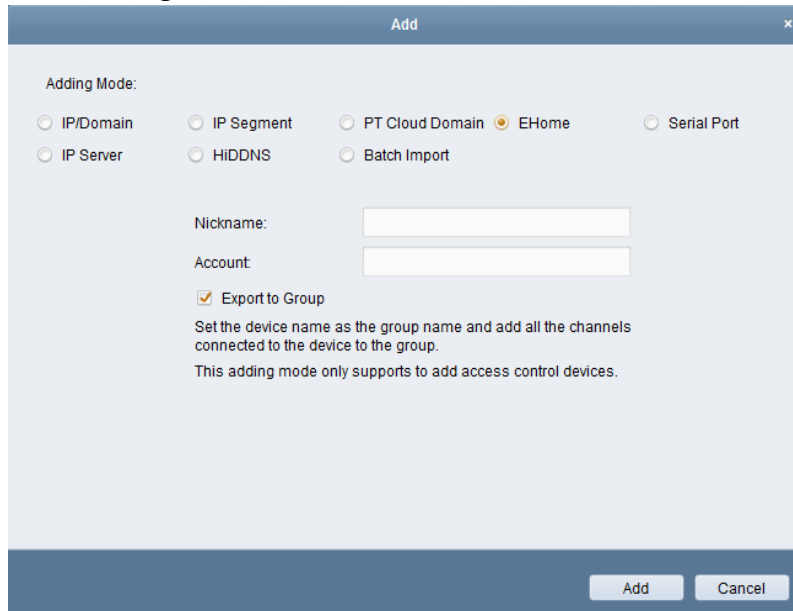 Add
Adding Mode:
IP/Domain IP Segment PT Cloud Domain EHome Serial Port
IP Server HiDDNS Batch Import
Nickname:
Account:
Export to Group
Set the device name as the group name and add all the channels
connected to the device to the group.
This adding mode only supports to add access control devices.
Add Cancel